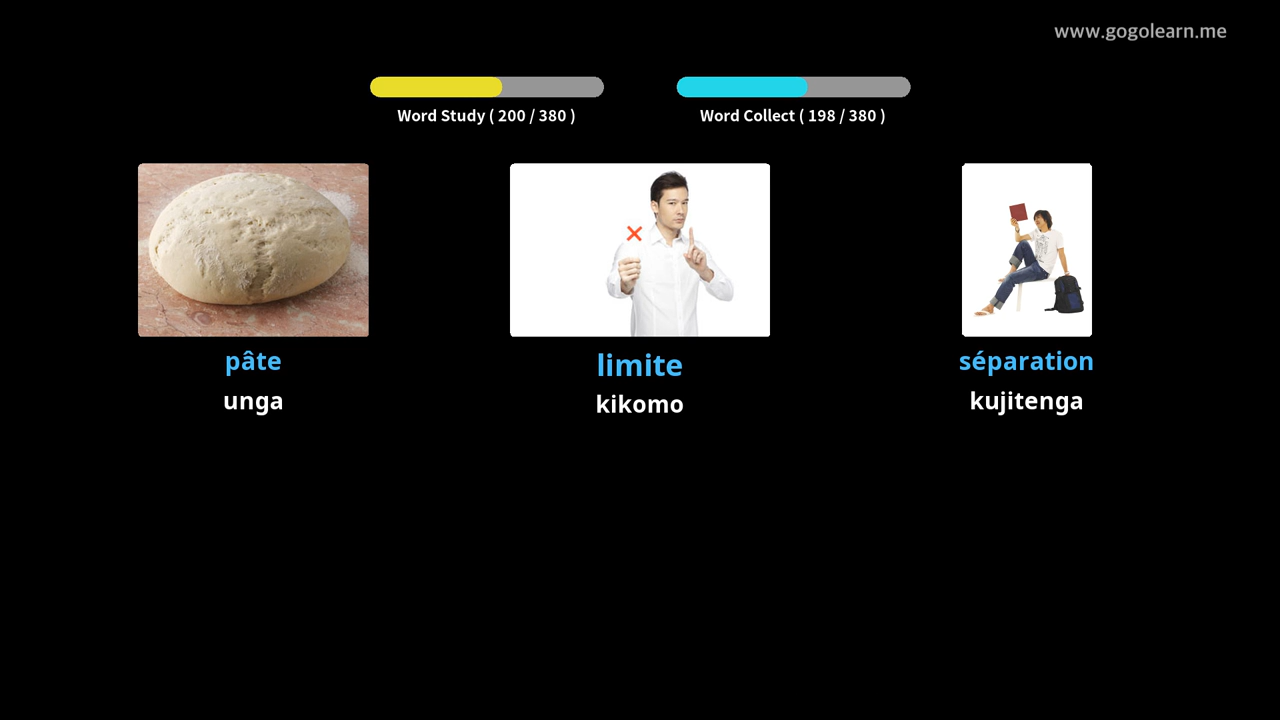 www.gogolearn.me
Word Study ( 200 / 380 )
Word Collect ( 198 / 380 )
pâte
unga
limite
kikomo
séparation
kujitenga